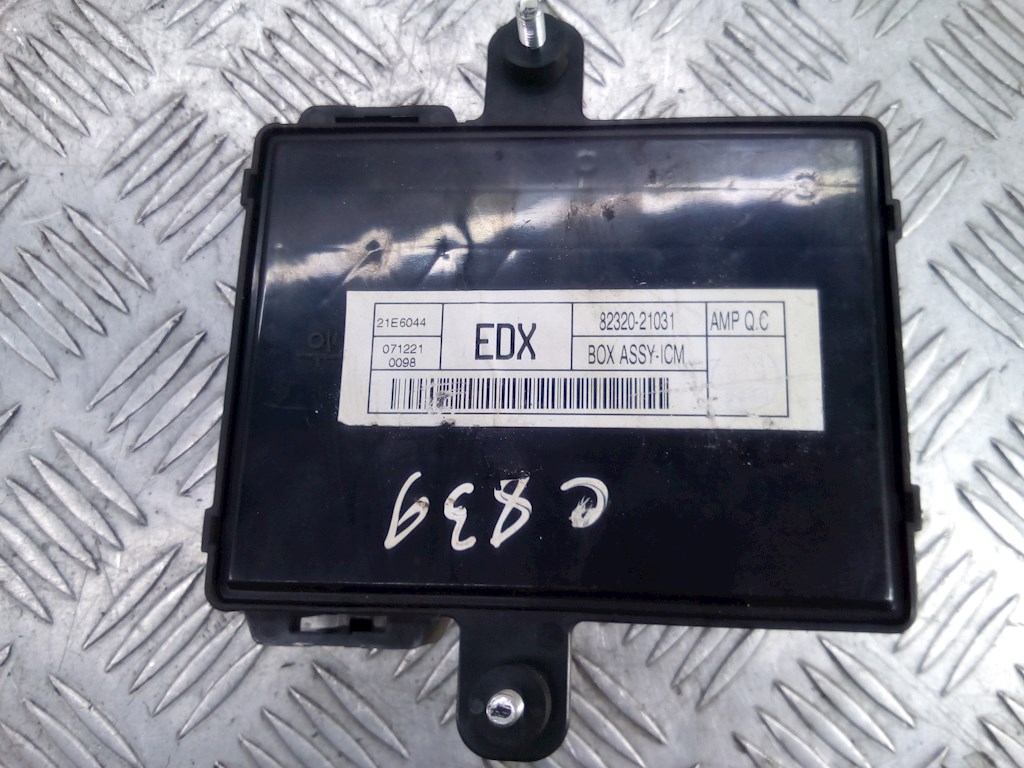 21E6044
EDX
82320-21031
AMP Q.C
071221
0098
BOX ASSY-ICM
C839